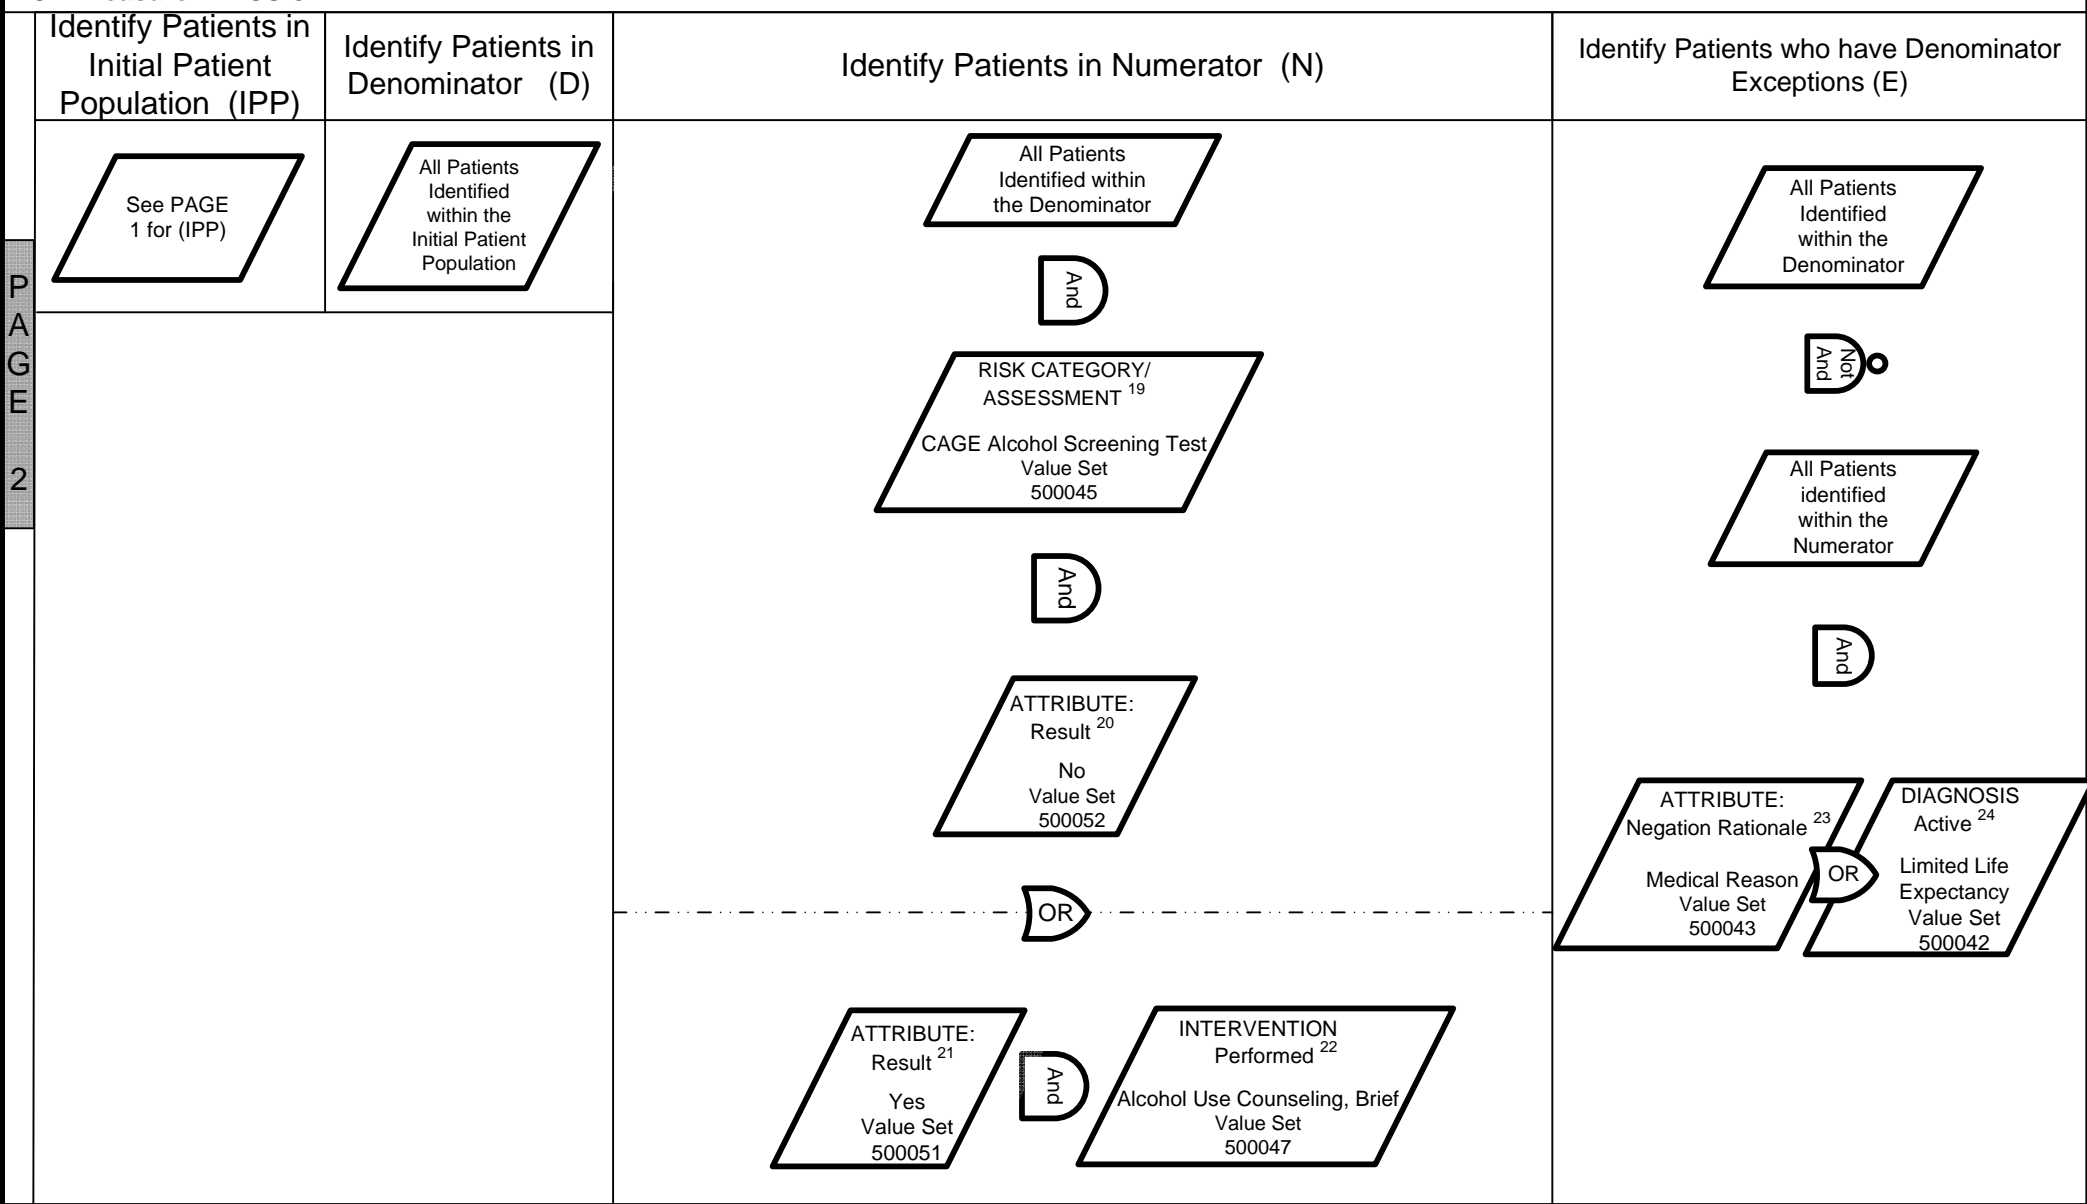 Identify Patients in
Initial Patient
Population (IPP)
Identify Patients in
Denominator (D)
Identify Patients in Numerator (N)
Identify Patients who have Denominator
Exceptions (E)
P
A
G
E
2
See PAGE
1 for (IPP)
All Patients
Identified
within the
Initial Patient
Population
All Patients
Identified within
the Denominator
And
RISK CATEGORY/
ASSESSMENT 19
CAGE Alcohol Screening Test
Value Set
500045
And
ATTRIBUTE:
Result 20
No
Value Set
500052
OR
ATTRIBUTE:
Result 21
Yes
Value Set
500051
And
INTERVENTION
Performed 22
Alcohol Use Counseling, Brief
Value Set
500047
All Patients
Identified
within the
Denominator
Not
And
All Patients
identified
within the
Numerator
And
ATTRIBUTE:
Negation Rationale 23
Medical Reason
Value Set
500043
OR
DIAGNOSIS
Active 24
Limited Life
Expectancy
Value Set
500042